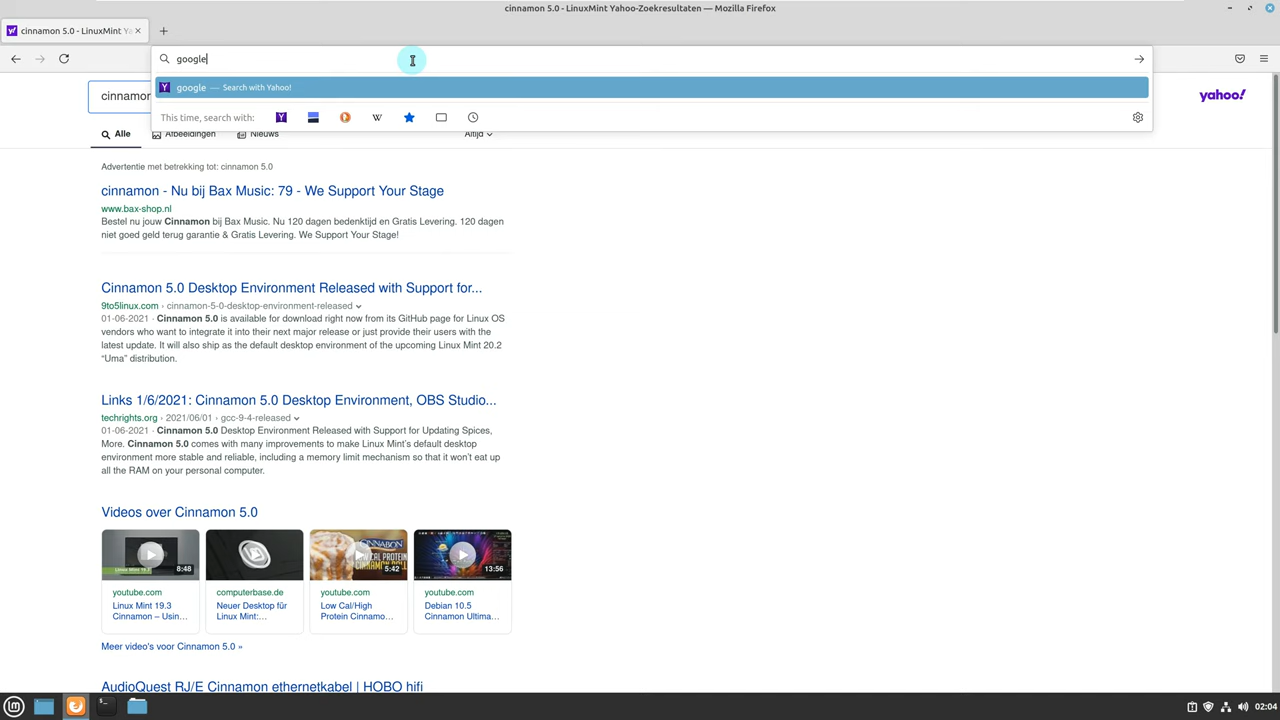 cinnamon 5.0 - LinuxMint Yahoo-Zoekresultaten — Mozilla Firefox
cinnamon 5.0 - LinuxMint Ya
google
google — Search with Yahoo!
This time, search with:
cinnamon
yahoo!
Alle Afbeeldingen Nieuws Altijd
Advertentie met betrekking tot: cinnamon 5.0
cinnamon - Nu bij Bax Music: 79 - We Support Your Stage
www.bax-shop.nl
Bestel nu jouw Cinnamon bij Bax Music. Nu 120 dagen bedenktijd en Gratis Levering. 120 dagen
niet goed geld terug garantie & Gratis Levering. We Support Your Stage!
Cinnamon 5.0 Desktop Environment Released with Support for...
9to5linux.com › cinnamon-5-0-desktop-environment-released
01-06-2021 · Cinnamon 5.0 is available for download right now from its GitHub page for Linux OS
vendors who want to integrate it into their next major release or just provide their users with the
latest update. It will also ship as the default desktop environment of the upcoming Linux Mint 20.2
“Uma” distribution.
Links 1/6/2021: Cinnamon 5.0 Desktop Environment, OBS Studio...
techrights.org › 2021/06/01 › gcc-9-4-released
01-06-2021 · Cinnamon 5.0 Desktop Environment Released with Support for Updating Spices,
More. Cinnamon 5.0 comes with many improvements to make Linux Mint’s default desktop
environment more stable and reliable, including a memory limit mechanism so that it won’t eat up
all the RAM on your personal computer.
Videos over Cinnamon 5.0
8:48 5:42 13:56
youtube.com computerbase.de youtube.com youtube.com
Linux Mint 19.3 Neuer Desktop für Low Cal/High Debian 10.5
Cinnamon – Usin... Linux Mint:... Protein Cinnamo... Cinnamon Ultima...
Meer video's voor Cinnamon 5.0 »
AudioQuest RJ/E Cinnamon ethernetkabel | HOBO hifi
02:04